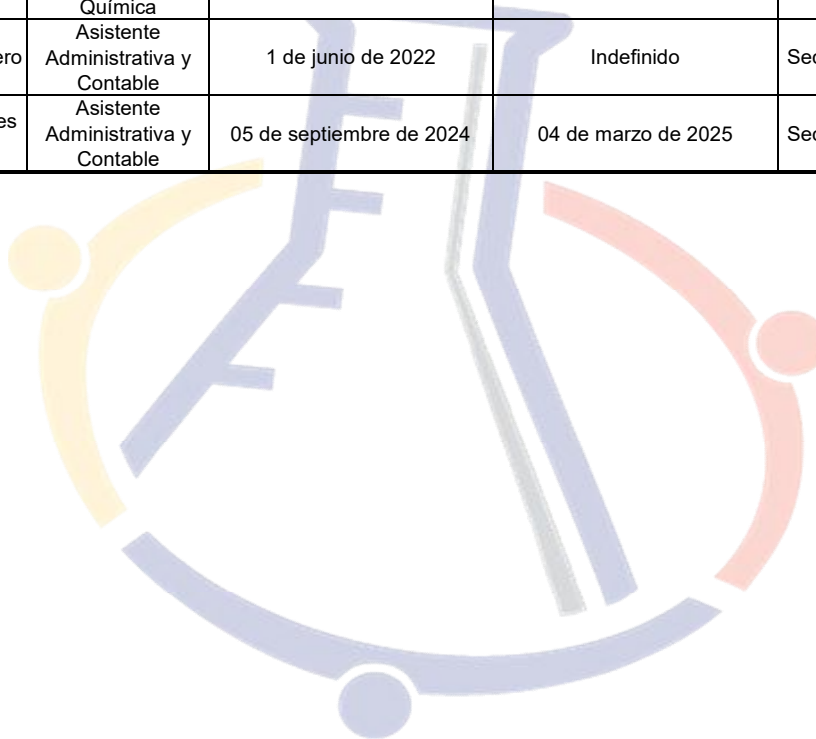 Química
Asistente
ero Administrativa y 1 de junio de 2022 Indefinido Sec
Contable
Asistente
es Administrativa y 05 de septiembre de 2024 04 de marzo de 2025 Sec
Contable